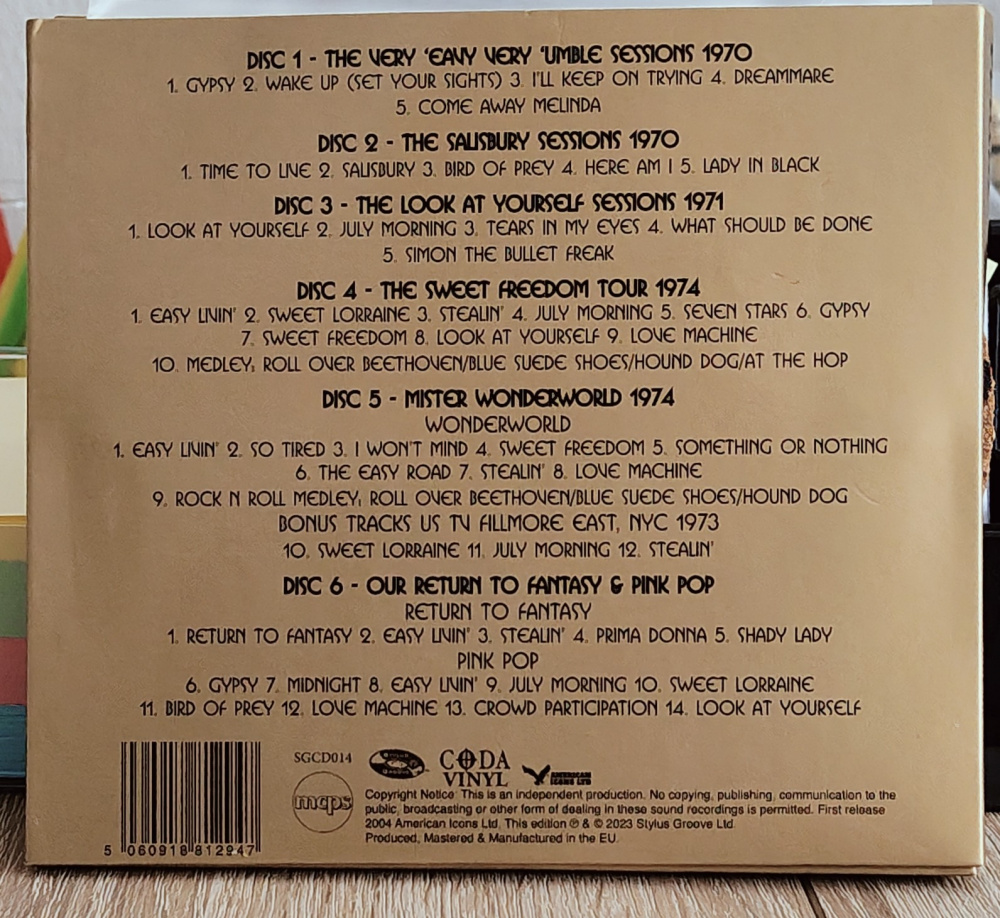 DISC 1 - THE VERY 'EAVY VERY 'UMBLE SESSIONS 1970
1. GYPSY 2. WAKE UP (SET YOUR SIGHTS) 3. I'LL KEEP ON TRYING 4. DREAMMARE
5. COME AWAY MELINDA
DISC 2 - THE SALISBURY SESSIONS 1970
1. TIME TO LIVE 2. SALISBURY 3. BIRD OF PREY 4. HERE AM I 5. LADY IN BLACK
DISC 3 - THE LOOK AT YOURSELF SESSIONS 1971
1. LOOK AT YOURSELF 2. JULY MORNING 3. TEARS IN MY EYES 4. WHAT SHOULD BE DONE
5. SIMON THE BULLET FREAK
DISC 4 - THE SWEET FREEDOM TOUR 1974
1. EASY LIVIN' 2. SWEET LORRAINE 3. STEALIN' 4. JULY MORNING 5. SEVEN STARS 6. GYPSY
7. SWEET FREEDOM 8. LOOK AT YOURSELF 9. LOVE MACHINE
10. MEDLEY; ROLL OVER BEETHOVEN/BLUE SUEDE SHOES/HOUND DOG/AT THE HOP
DISC 5 - MISTER WONDERWORLD 1974
WONDERWORLD
1. EASY LIVIN' 2. SO TIRED 3. I WON'T MIND 4. SWEET FREEDOM 5. SOMETHING OR NOTHING
6. THE EASY ROAD 7. STEALIN' 8. LOVE MACHINE
9. ROCK N ROLL MEDLEY; ROLL OVER BEETHOVEN/BLUE SUEDE SHOES/HOUND DOG
BONUS TRACKS US TV FILLMORE EAST, NYC 1973
10. SWEET LORRAINE 11. JULY MORNING 12. STEALIN'
DISC 6 - OUR RETURN TO FANTASY & PINK POP
RETURN TO FANTASY
1. RETURN TO FANTASY 2. EASY LIVIN' 3. STEALIN' 4. PRIMA DONNA 5. SHADY LADY
PINK POP
6. GYPSY 7. MIDNIGHT 8. EASY LIVIN' 9. JULY MORNING 10. SWEET LORRAINE
11. BIRD OF PREY 12. LOVE MACHINE 13. CROWD PARTICIPATION 14. LOOK AT YOURSELF
SGCD014
mcps
CODA
VINYL
AMERICAN
ICONS LTD
Copyright Notice: This is an independent production. No copying, publishing, communication to the
public, broadcasting or other form of dealing in these sound recordings is permitted. First release
2004 American Icons Ltd. This edition ℗ & © 2023 Stylus Groove Ltd.
Produced, Mastered & Manufactured in the EU.
5 060918 812947